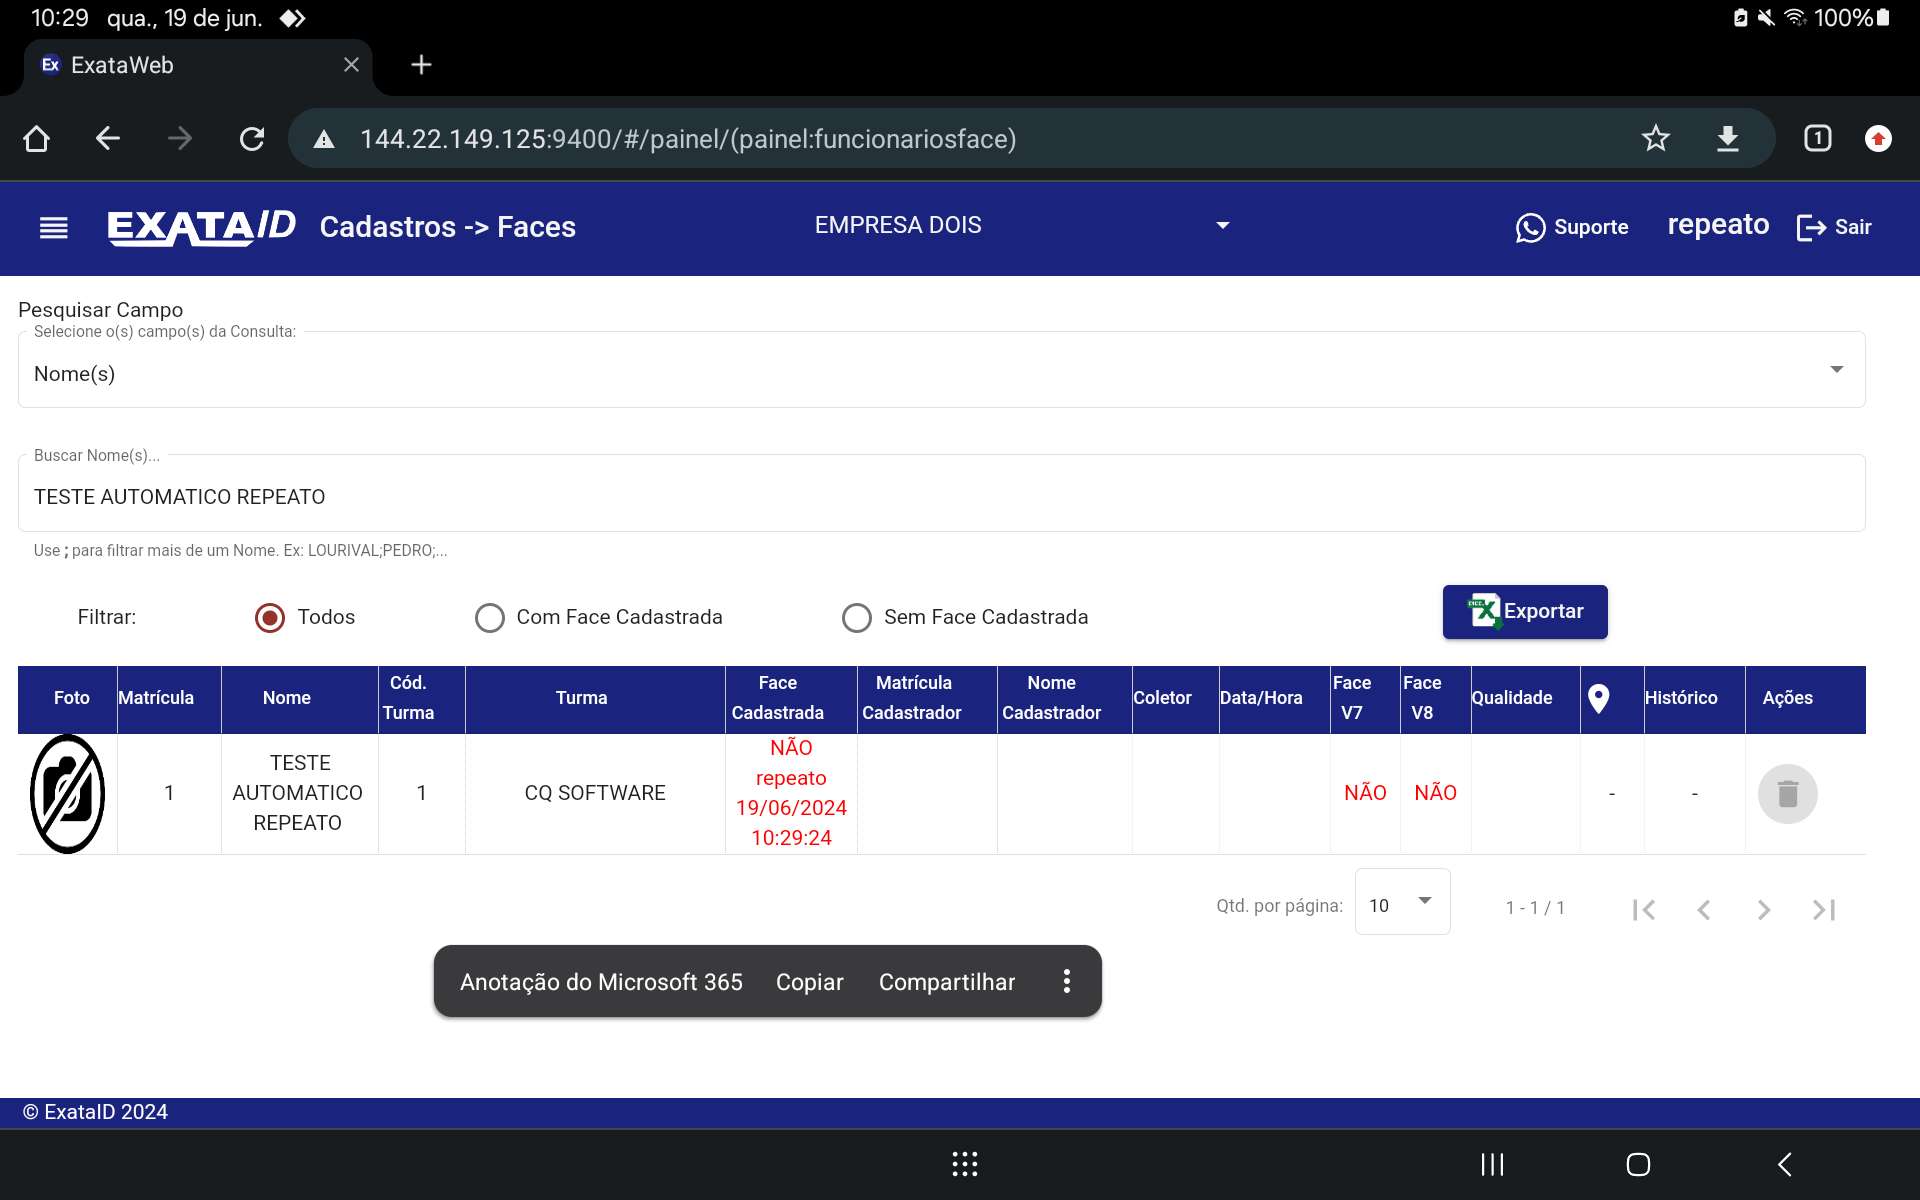 10:29 qua., 19 de jun. 100%
Ex ExataWeb
144.22.149.125:9400/#/painel/(painel:funcionariosface) 1
EXATA/ID Cadastros -> Faces EMPRESA DOIS Suporte repeato Sair
Pesquisar Campo
Selecione o(s) campo(s) da Consulta:
Nome(s)
Buscar Nome(s)...
TESTE AUTOMATICO REPEATO
Use ; para filtrar mais de um Nome. Ex: LOURIVAL;PEDRO;...
Filtrar: Todos Com Face Cadastrada Sem Face Cadastrada Exportar
Foto Matrícula Nome Cód. Turma Turma Face Cadastrada Matrícula Cadastrador Nome Cadastrador Coletor Data/Hora Face V7 Face V8 Qualidade Histórico Ações
1 TESTE AUTOMATICO REPEATO 1 CQ SOFTWARE NÃO repeato 19/06/2024 10:29:24 NÃO NÃO - -
Qtd. por página: 10 1 - 1 / 1
Anotação do Microsoft 365 Copiar Compartilhar
© ExataID 2024